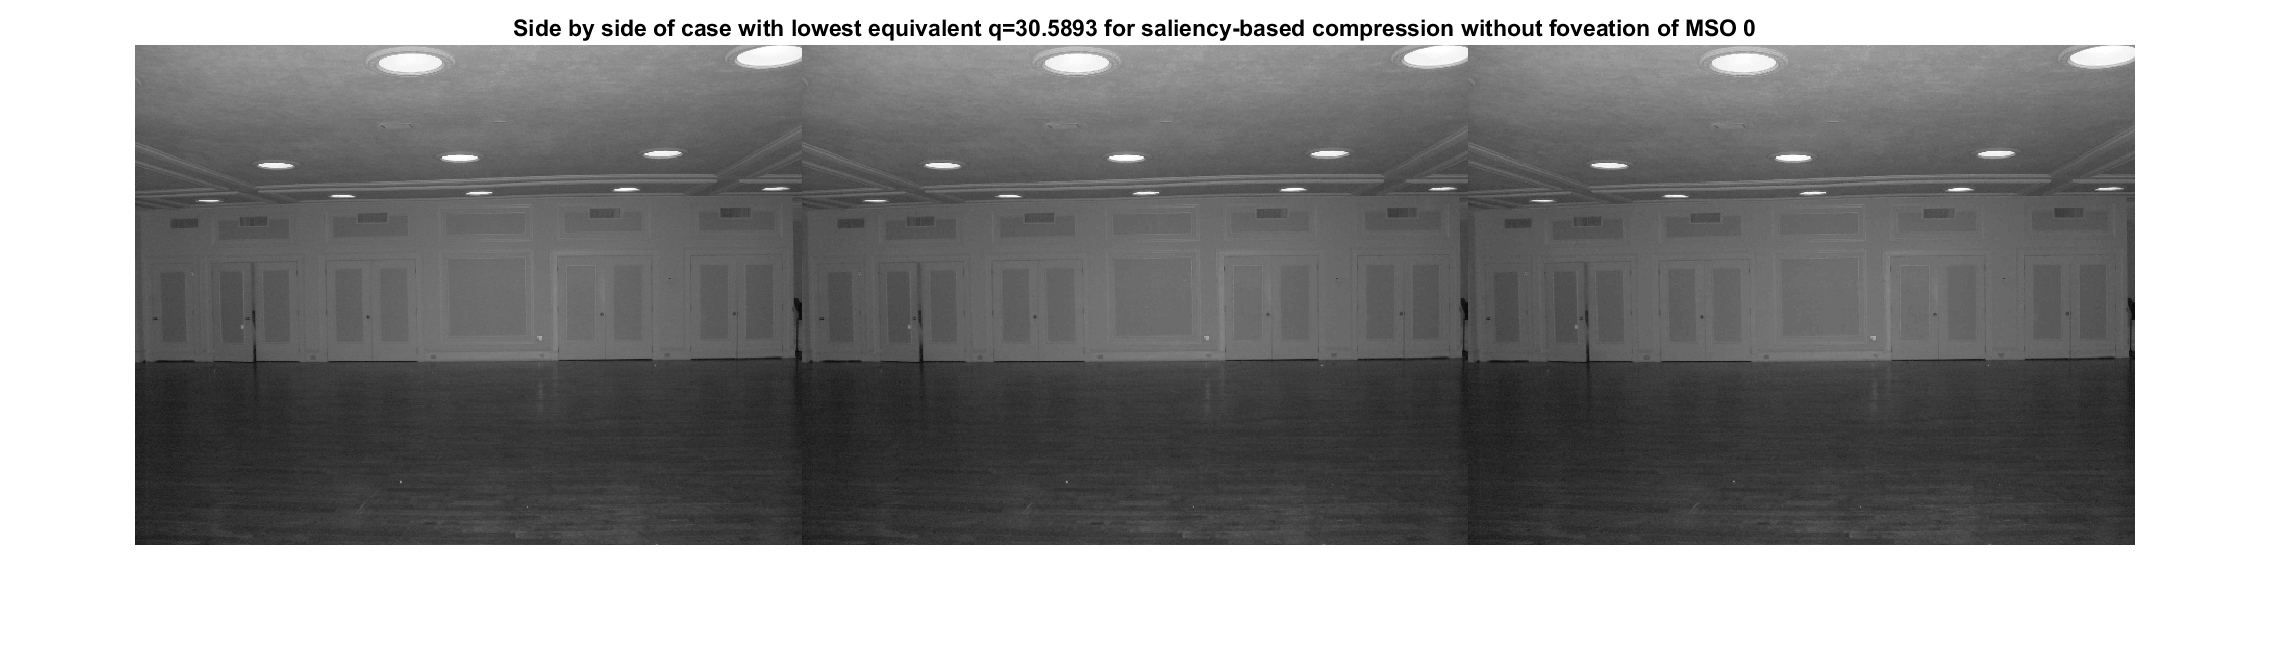 Side by side of case with lowest equivalent q=30.5893 for saliency-based compression without foveation of MSO 0